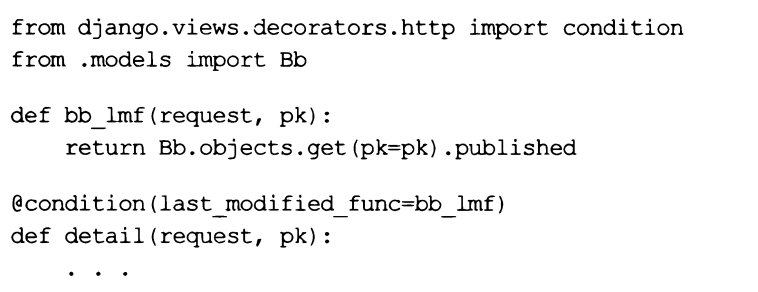 from django.views.decorators.http import condition
from .models import Bb
def bb_lmf(request, pk):
    return Bb.objects.get(pk=pk).published
@condition(last_modified_func=bb_lmf)
def detail(request, pk):
    . . .